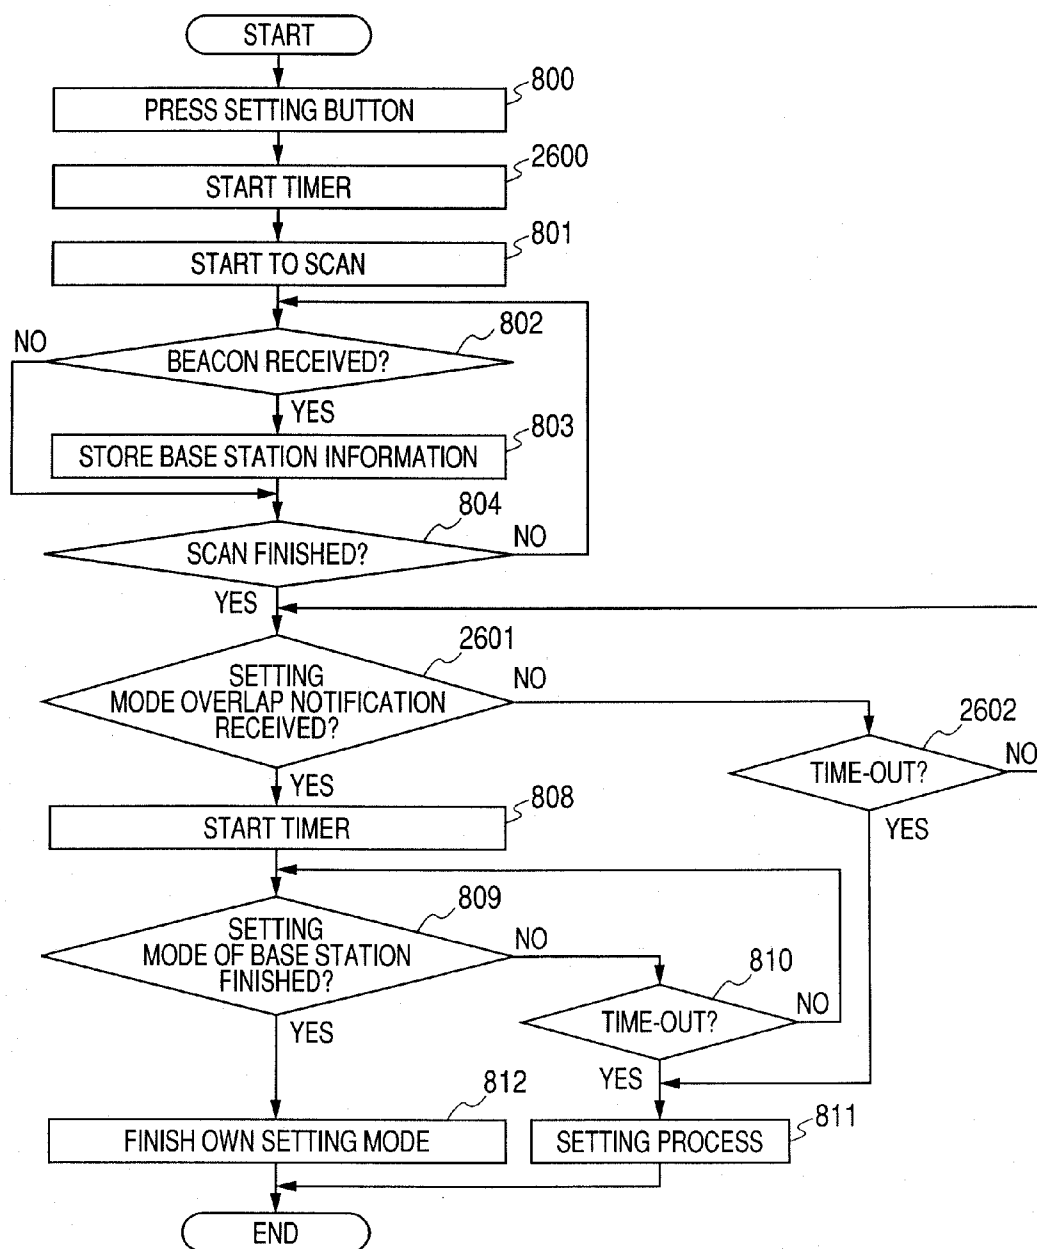 START
800
PRESS SETTING BUTTON
2600
START TIMER
801
START TO SCAN
802
NO
BEACON RECEIVED?
YES
803
STORE BASE STATION INFORMATION
804
SCAN FINISHED?
NO
YES
2601
SETTING
MODE OVERLAP NOTIFICATION
RECEIVED?
NO
2602
TIME-OUT?
NO
YES
YES
808
START TIMER
809
SETTING
MODE OF BASE STATION
FINISHED?
NO
810
TIME-OUT?
NO
YES
YES
812
FINISH OWN SETTING MODE
811
SETTING PROCESS
END